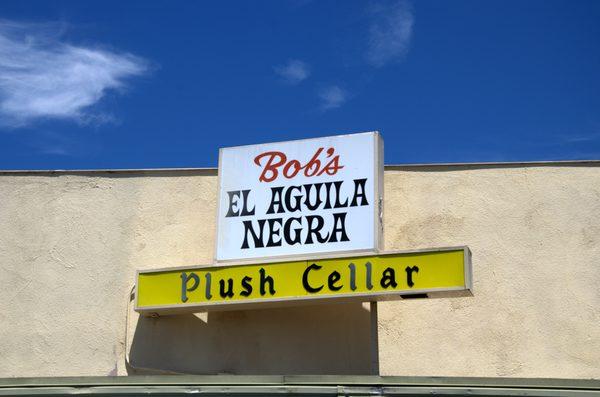 Bob's
EL AGUILA
NEGRA
Plush Cellar